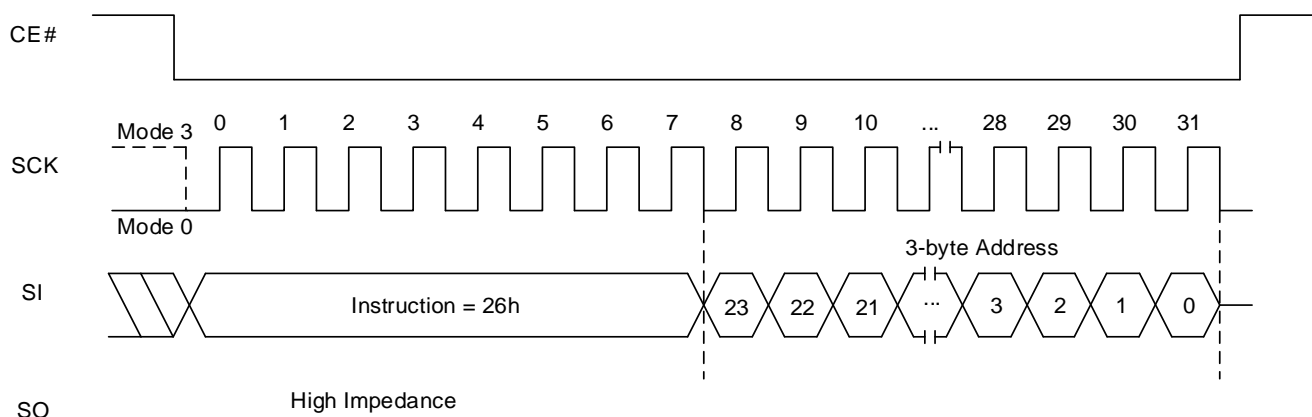 CE#
Mode 3
0 1 2 3 4 5 6 7 8 9 10 ... 28 29 30 31
SCK
Mode 0
3-byte Address
SI
Instruction = 26h
23 22 21 ... 3 2 1 0
High Impedance
SO